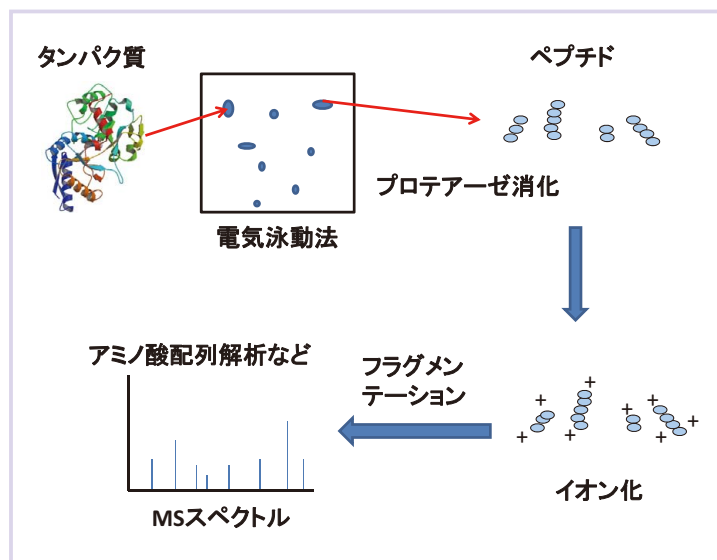 タンパク質
ペプチド
プロテアーゼ消化
電気泳動法
アミノ酸配列解析など
フラグメン
テーション
+ + + + + + + +
イオン化
MSスペクトル